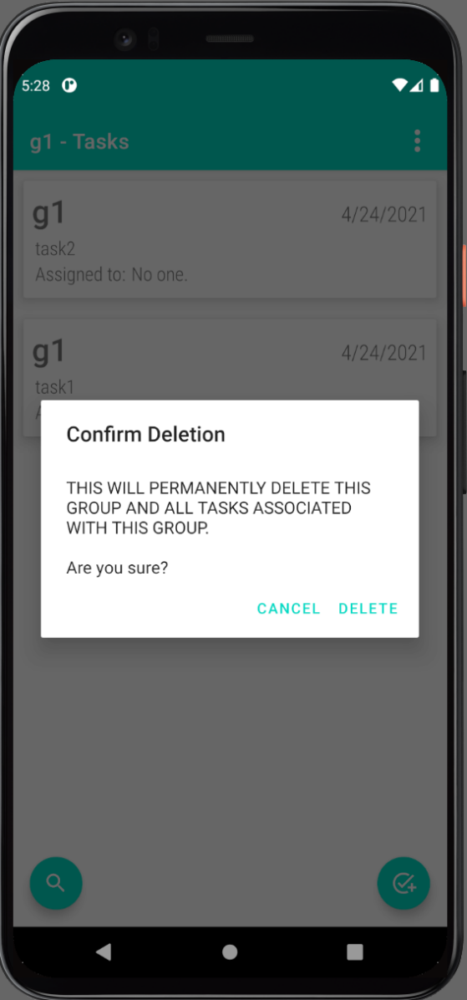 5:28
g1 - Tasks
g1
4/24/2021
task2
Assigned to: No one.
g1
4/24/2021
task1
Confirm Deletion
THIS WILL PERMANENTLY DELETE THIS
GROUP AND ALL TASKS ASSOCIATED
WITH THIS GROUP.
Are you sure?
CANCEL DELETE